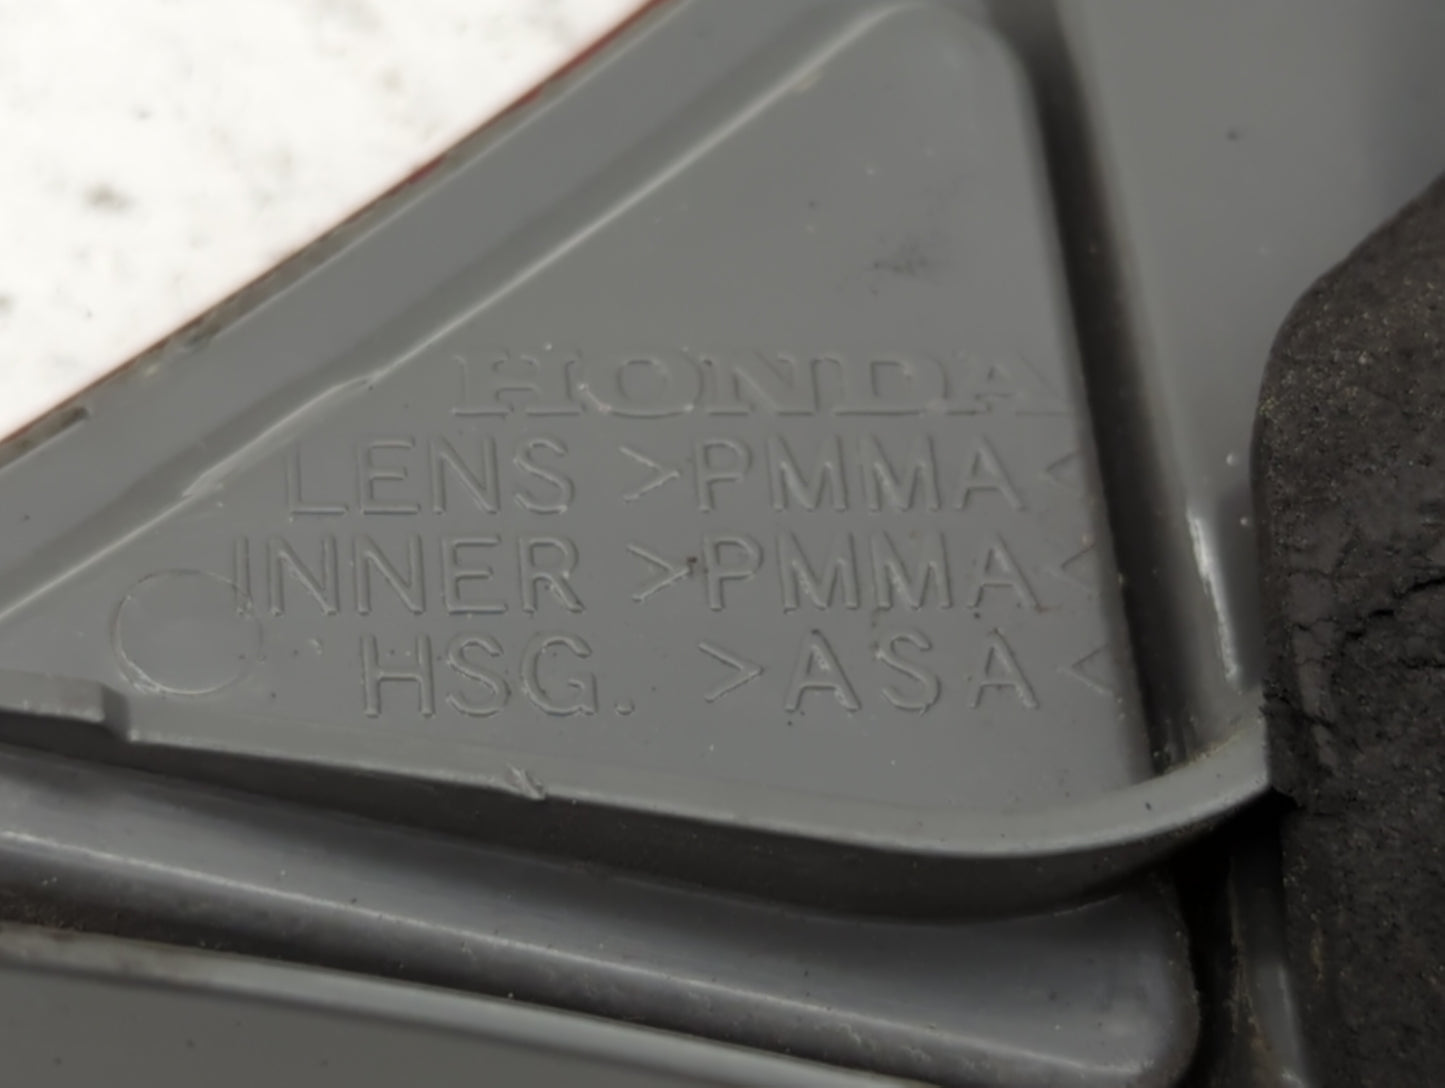 HONDA
LENS >PMMA<
INNER >PMMA<
HSG. >ASA<